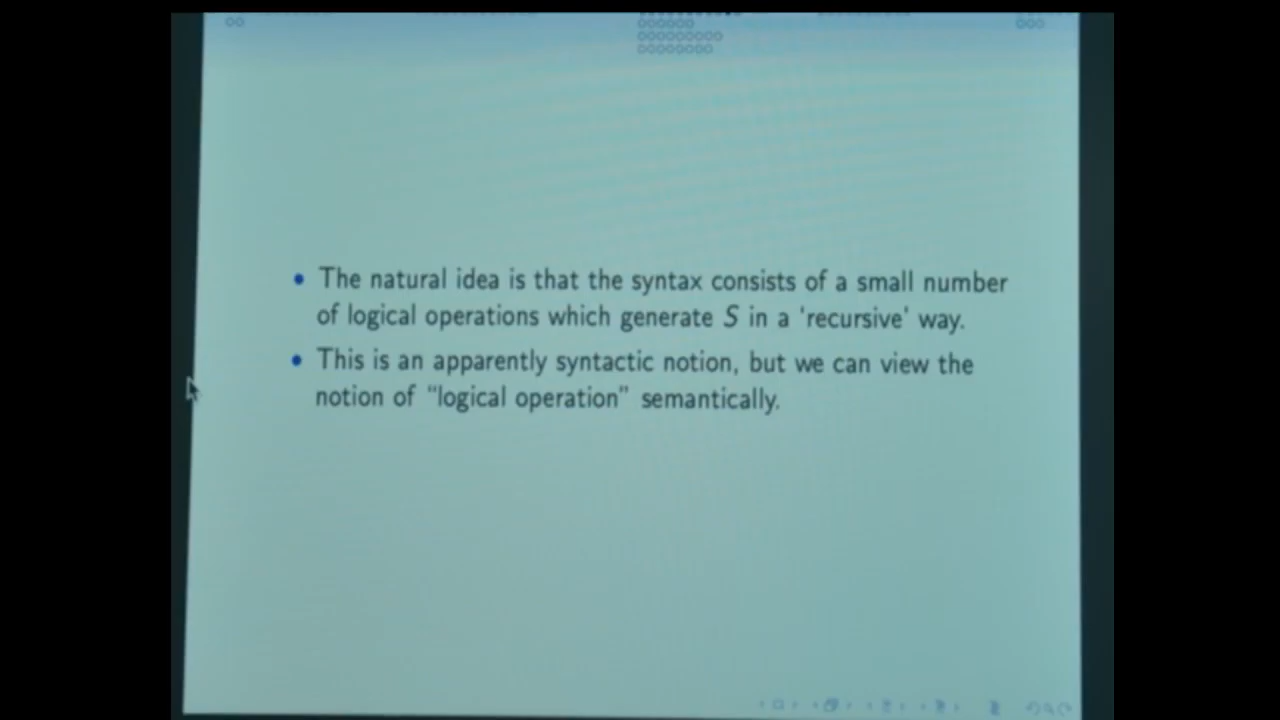 The natural idea is that the syntax consists of a small number
of logical operations which generate S in a 'recursive' way.
This is an apparently syntactic notion, but we can view the
notion of "logical operation" semantically.